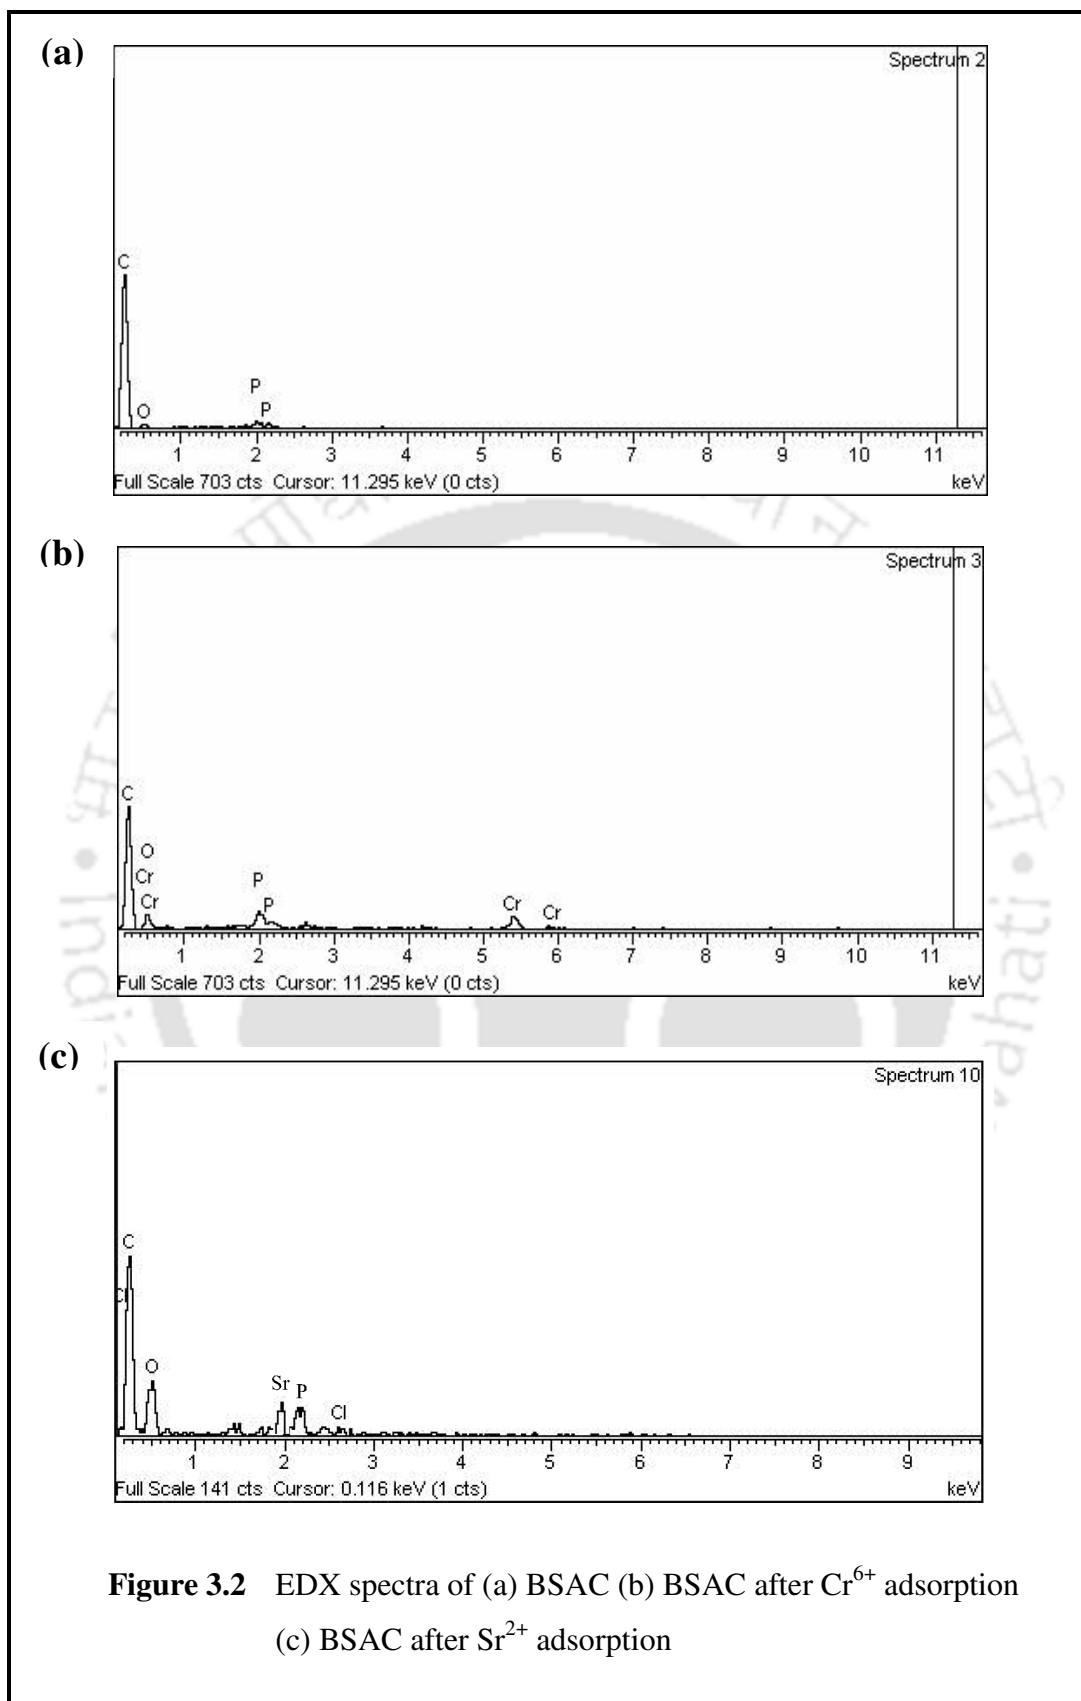 (a)
Spectrum 2
C
O
P
P
1 2 3 4 5 6 7 8 9 10 11
Full Scale 703 cts Cursor: 11.295 keV (0 cts)
keV
(b)
Spectrum 3
C
O
Cr
Cr
P
P
Cr
Cr
1 2 3 4 5 6 7 8 9 10 11
Full Scale 703 cts Cursor: 11.295 keV (0 cts)
keV
(c)
Spectrum 10
C
O
Sr
P
Cl
1 2 3 4 5 6 7 8 9
Full Scale 141 cts Cursor: 0.116 keV (1 cts)
keV
Figure 3.2 EDX spectra of (a) BSAC (b) BSAC after Cr⁶⁺ adsorption
(c) BSAC after Sr²⁺ adsorption